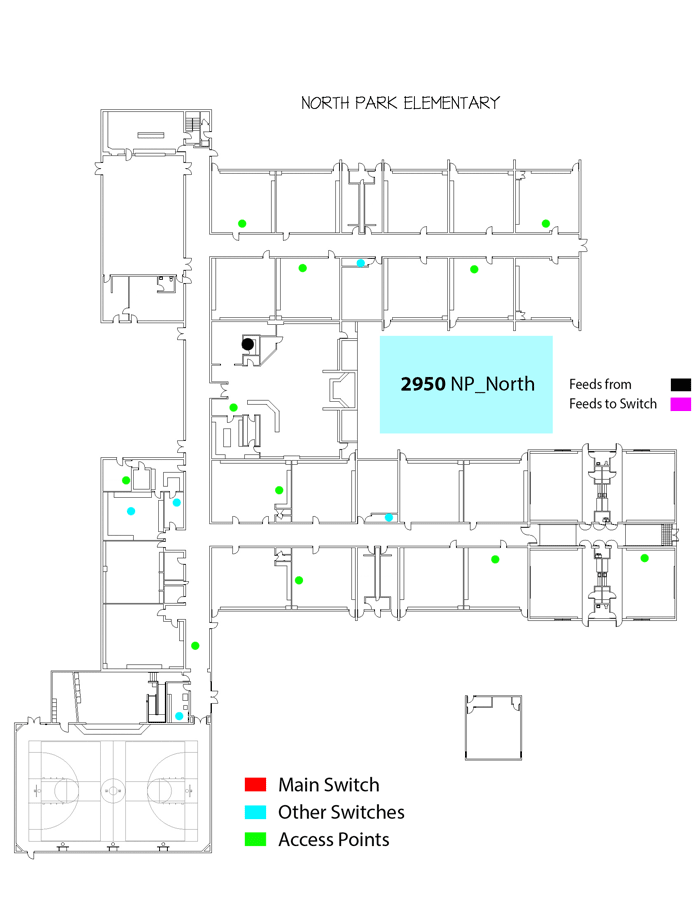 NORTH PARK ELEMENTARY
2950 NP_North
Feeds from
Feeds to Switch
Main Switch
Other Switches
Access Points